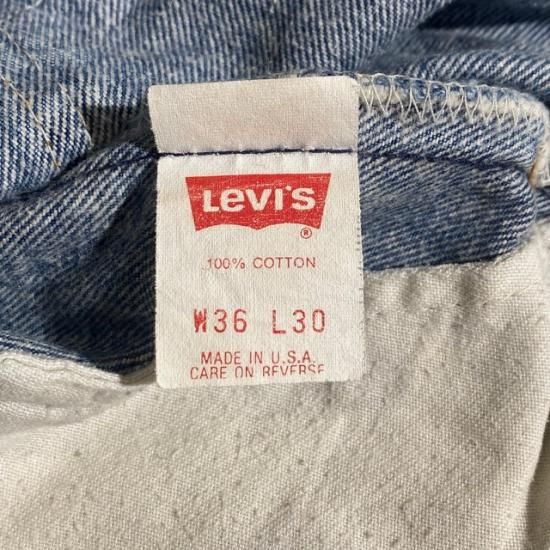 Levi's
®
100% COTTON
W36 L30
MADE IN U.S.A.
CARE ON REVERSE